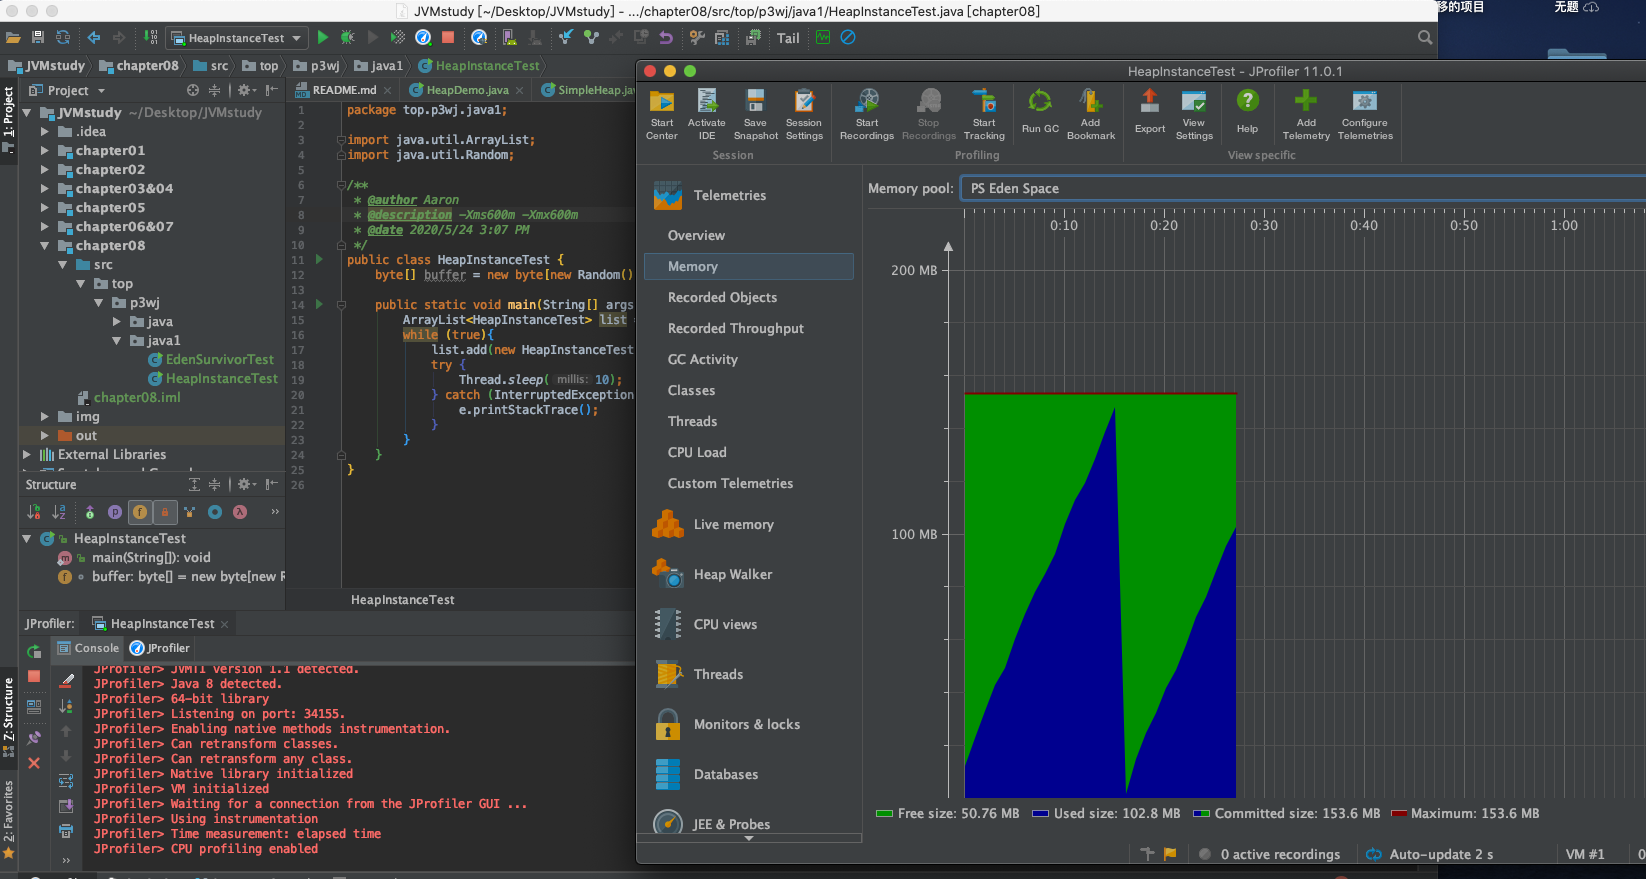 JVMstudy [~/Desktop/JVMstudy] - .../chapter08/src/top/p3wj/java1/HeapInstanceTest.java [chapter08]
移的项目
无题
HeapInstanceTest
Tail
JVMstudy
chapter08
src
top
p3wj
java1
HeapInstanceTest
Project
README.md
HeapDemo.java
SimpleHeap.jav
1: Project
JVMstudy ~/Desktop/JVMstudy
.idea
chapter01
chapter02
chapter03&04
chapter05
chapter06&07
chapter08
src
top
p3wj
java
java1
EdenSurvivorTest
HeapInstanceTest
chapter08.iml
img
out
External Libraries
1 package top.p3wj.java1;
2
3 import java.util.ArrayList;
4 import java.util.Random;
5
6 /**
7 * @author Aaron
8 * @description -Xms600m -Xmx600m
9 * @date 2020/5/24 3:07 PM
10 */
11 public class HeapInstanceTest {
12 byte[] buffer = new byte[new Random()
13
14 public static void main(String[] args
15 ArrayList<HeapInstanceTest> list =
16 while (true){
17 list.add(new HeapInstanceTest
18 try {
19 Thread.sleep( millis: 10);
20 } catch (InterruptedException
21 e.printStackTrace();
22 }
23 }
24 }
25 }
26
HeapInstanceTest
Structure
HeapInstanceTest
main(String[]): void
buffer: byte[] = new byte[new R
JProfiler:
HeapInstanceTest
Console
JProfiler
JProfiler> JVMTI version 1.1 detected.
JProfiler> Java 8 detected.
JProfiler> 64-bit library
JProfiler> Listening on port: 34155.
JProfiler> Enabling native methods instrumentation.
JProfiler> Can retransform classes.
JProfiler> Can retransform any class.
JProfiler> Native library initialized
JProfiler> VM initialized
JProfiler> Waiting for a connection from the JProfiler GUI ...
JProfiler> Using instrumentation
JProfiler> Time measurement: elapsed time
JProfiler> CPU profiling enabled
Z: Structure
2: Favorites
HeapInstanceTest - JProfiler 11.0.1
Start Center
Activate IDE
Save Snapshot
Session Settings
Start Recordings
Stop Recordings
Start Tracking
Run GC
Add Bookmark
Export
View Settings
Help
Add Telemetry
Configure Telemetries
Session
Profiling
View specific
Telemetries
Overview
Memory
Recorded Objects
Recorded Throughput
GC Activity
Classes
Threads
CPU Load
Custom Telemetries
Live memory
Heap Walker
CPU views
Threads
Monitors & locks
Databases
JEE & Probes
Memory pool: PS Eden Space
0:10 0:20 0:30 0:40 0:50 1:00
200 MB
100 MB
Free size: 50.76 MB Used size: 102.8 MB Committed size: 153.6 MB Maximum: 153.6 MB
0 active recordings
Auto-update 2 s
VM #1